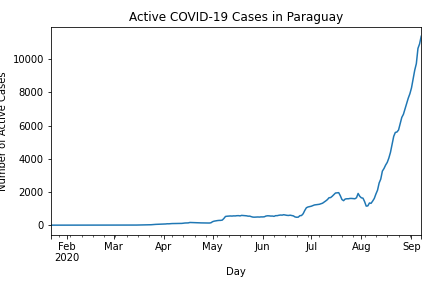 Active COVID-19 Cases in Paraguay
Number of Active Cases
10000
8000
6000
4000
2000
0
Feb Mar Apr May Jun Jul Aug Sep
2020
Day